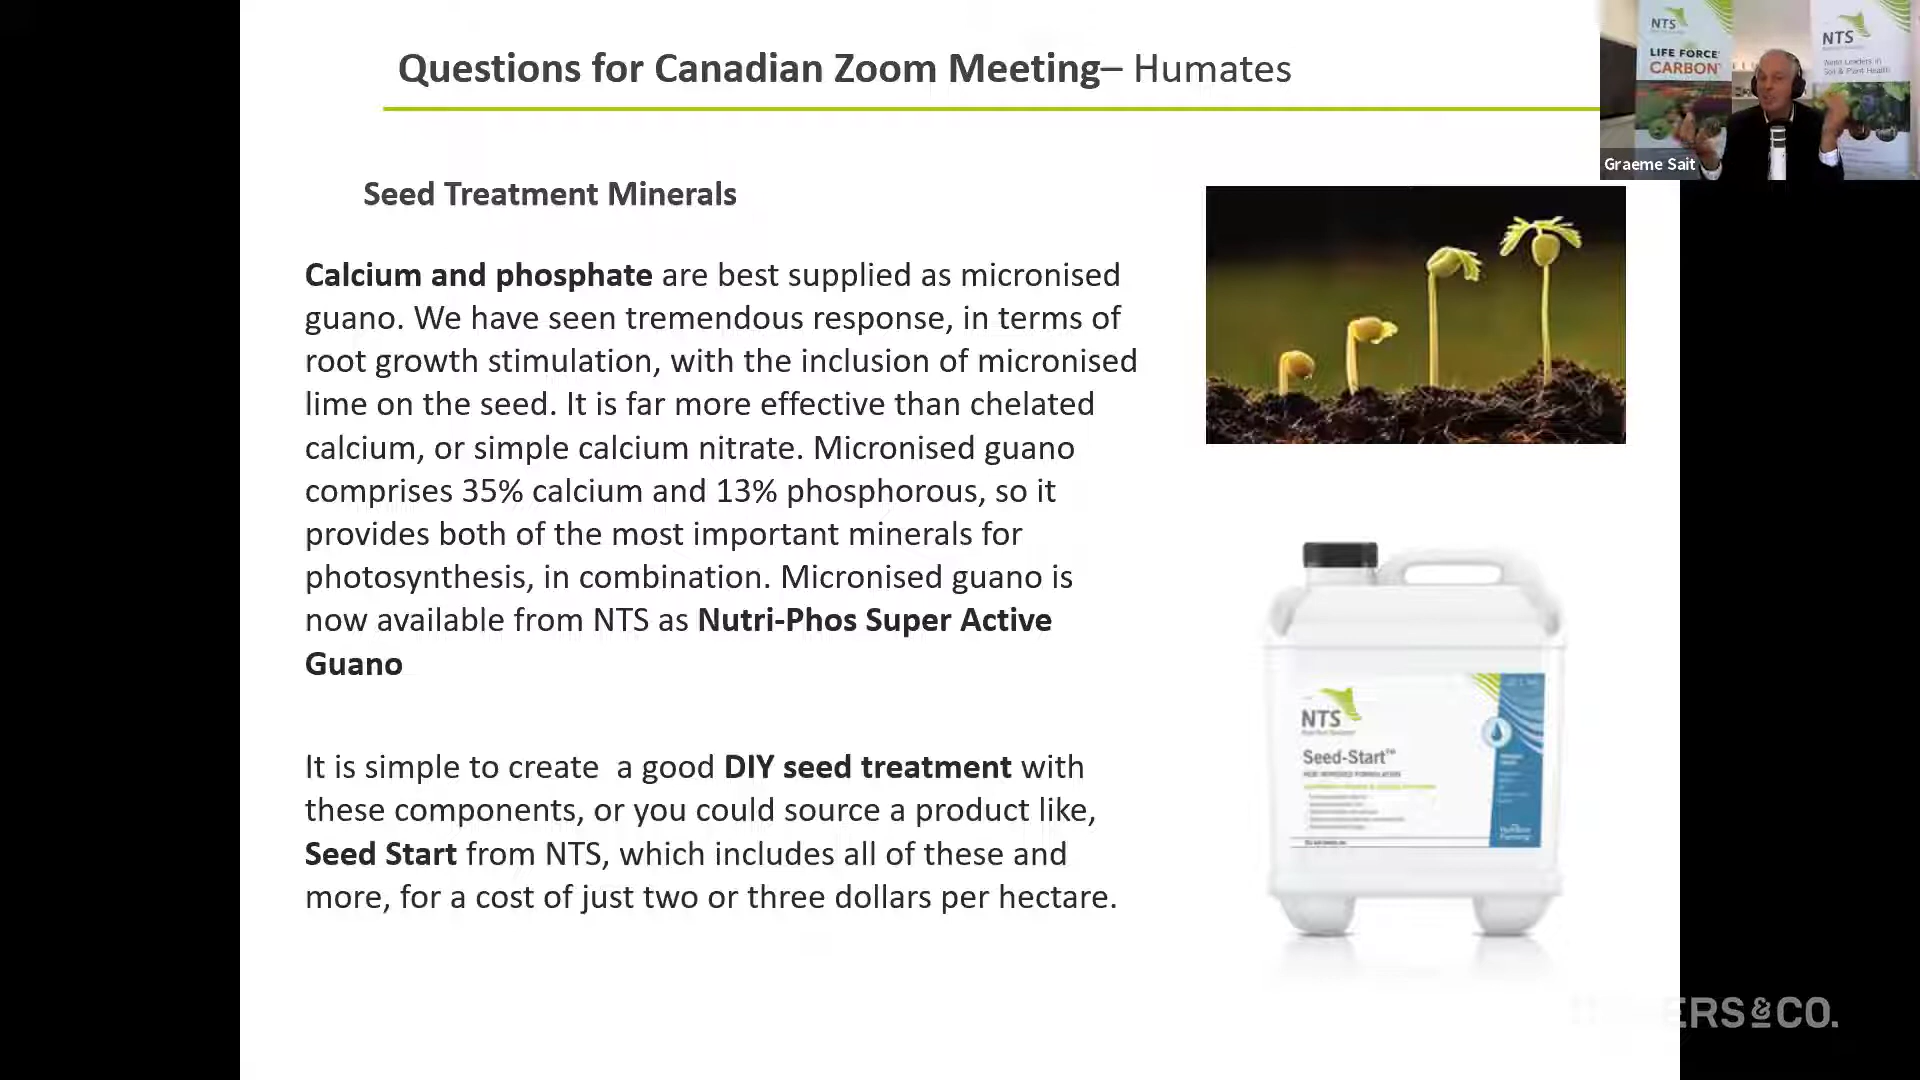 Questions for Canadian Zoom Meeting– Humates
NTS
LIFE FORCE
CARBON
NTS
Soil & Plant Health
Graeme Sait
Seed Treatment Minerals
Calcium and phosphate are best supplied as micronised
guano. We have seen tremendous response, in terms of
root growth stimulation, with the inclusion of micronised
lime on the seed. It is far more effective than chelated
calcium, or simple calcium nitrate. Micronised guano
comprises 35% calcium and 13% phosphorous, so it
provides both of the most important minerals for
photosynthesis, in combination. Micronised guano is
now available from NTS as Nutri-Phos Super Active
Guano
It is simple to create  a good DIY seed treatment with
these components, or you could source a product like,
Seed Start from NTS, which includes all of these and
more, for a cost of just two or three dollars per hectare.
NTS
Seed-Start™
ERS&CO.